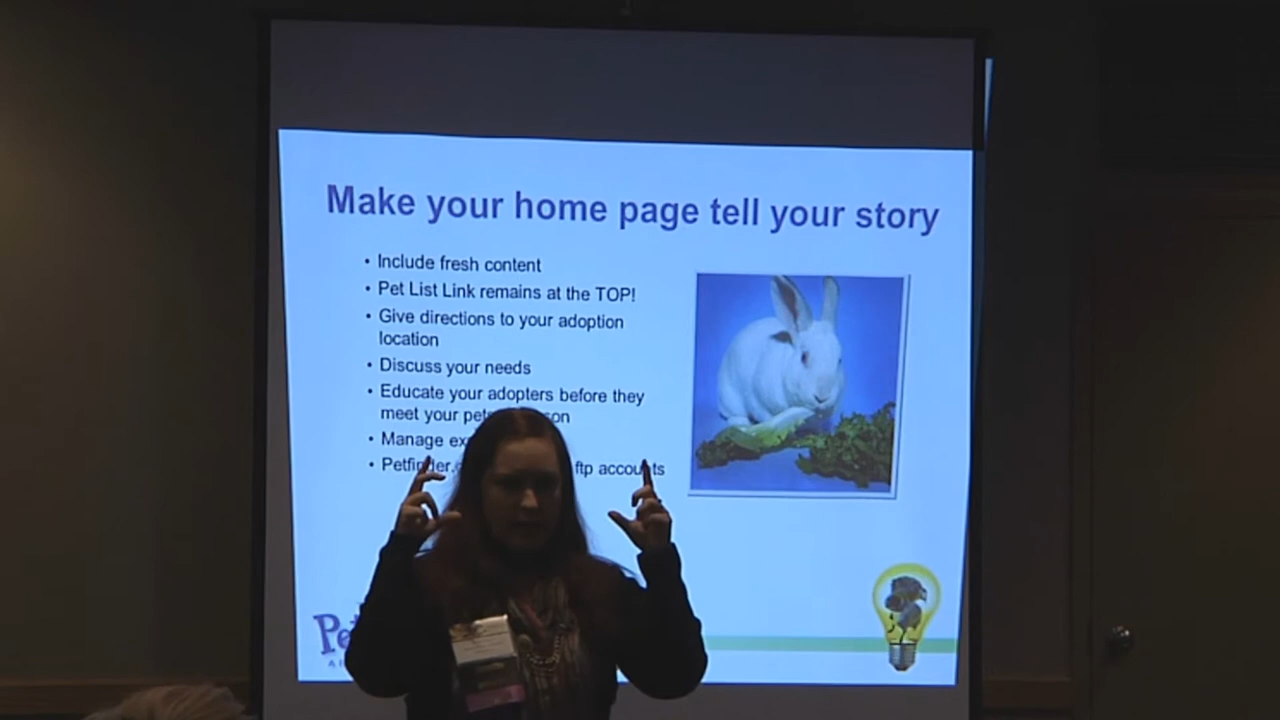 Make your home page tell your story
• Include fresh content
• Pet List Link remains at the TOP!
• Give directions to your adoption
location
• Discuss your needs
• Educate your adopters before they
meet your
• Manage
• ftp accounts